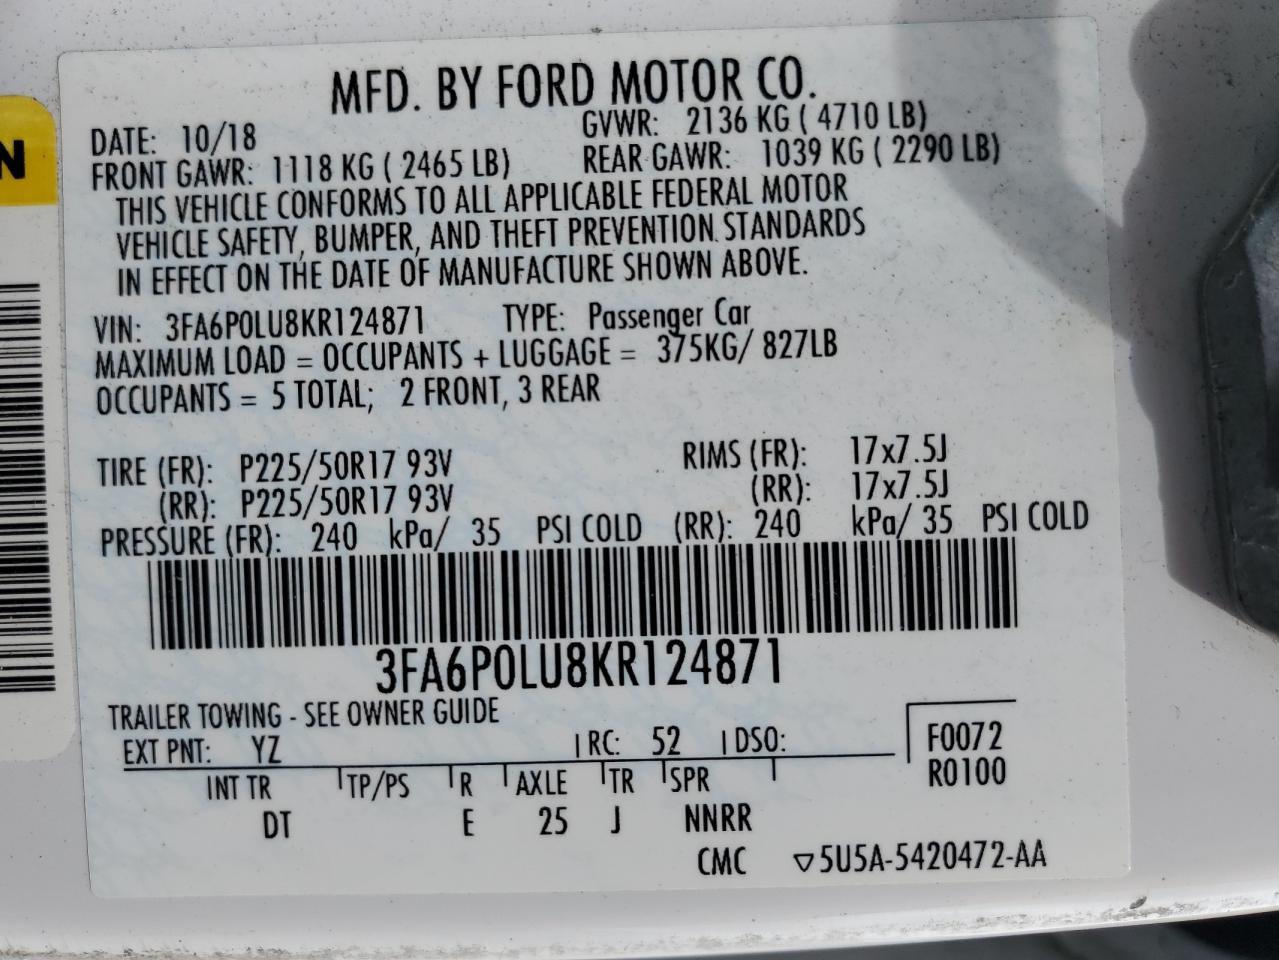 MFD. BY FORD MOTOR CO.
DATE: 10/18 GVWR: 2136 KG ( 4710 LB)
FRONT GAWR: 1118 KG ( 2465 LB) REAR GAWR: 1039 KG ( 2290 LB)
THIS VEHICLE CONFORMS TO ALL APPLICABLE FEDERAL MOTOR
VEHICLE SAFETY, BUMPER, AND THEFT PREVENTION STANDARDS
IN EFFECT ON THE DATE OF MANUFACTURE SHOWN ABOVE.
VIN: 3FA6P0LU8KR124871 TYPE: Passenger Car
MAXIMUM LOAD = OCCUPANTS + LUGGAGE = 375KG/ 827LB
OCCUPANTS = 5 TOTAL; 2 FRONT, 3 REAR
TIRE (FR): P225/50R17 93V RIMS (FR): 17x7.5J
(RR): P225/50R17 93V (RR): 17x7.5J
PRESSURE (FR): 240 kPa/ 35 PSI COLD (RR): 240 kPa/ 35 PSI COLD
3FA6P0LU8KR124871
TRAILER TOWING - SEE OWNER GUIDE
EXT PNT: YZ RC: 52 DSO: F0072
R0100
INT TR TP/PS R AXLE TR SPR
DT E 25 J NNRR
CMC ▽5U5A-5420472-AA
N